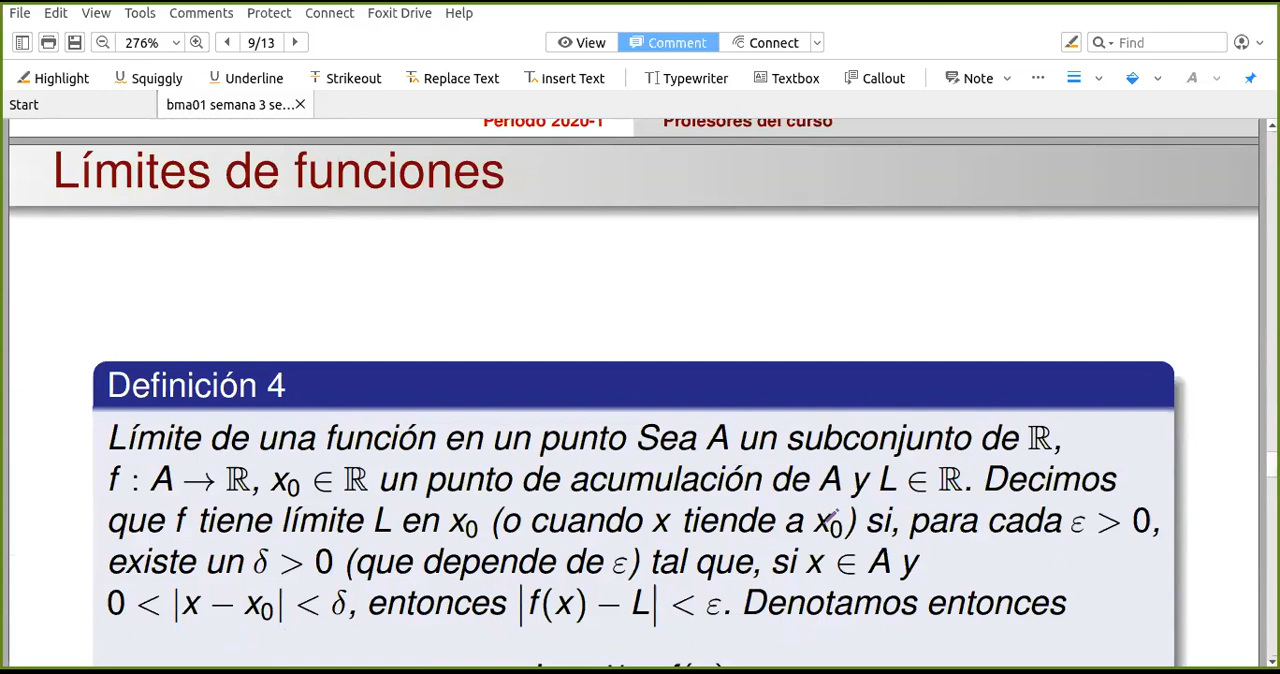 File Edit View Tools Comments Protect Connect Foxit Drive Help
276% 9/13 View Comment Connect Find
Highlight Squiggly Underline Strikeout Replace Text Insert Text Typewriter Textbox Callout Note ...
Start bma01 semana 3 se...
Período 2020-1 Profesores del curso
Límites de funciones
Definición 4
Límite de una función en un punto Sea A un subconjunto de ℝ,
f : A → ℝ, x₀ ∈ ℝ un punto de acumulación de A y L ∈ ℝ. Decimos
que f tiene límite L en x₀ (o cuando x tiende a x₀) si, para cada ε > 0,
existe un δ > 0 (que depende de ε) tal que, si x ∈ A y
0 < |x − x₀| < δ, entonces |f(x) − L| < ε. Denotamos entonces